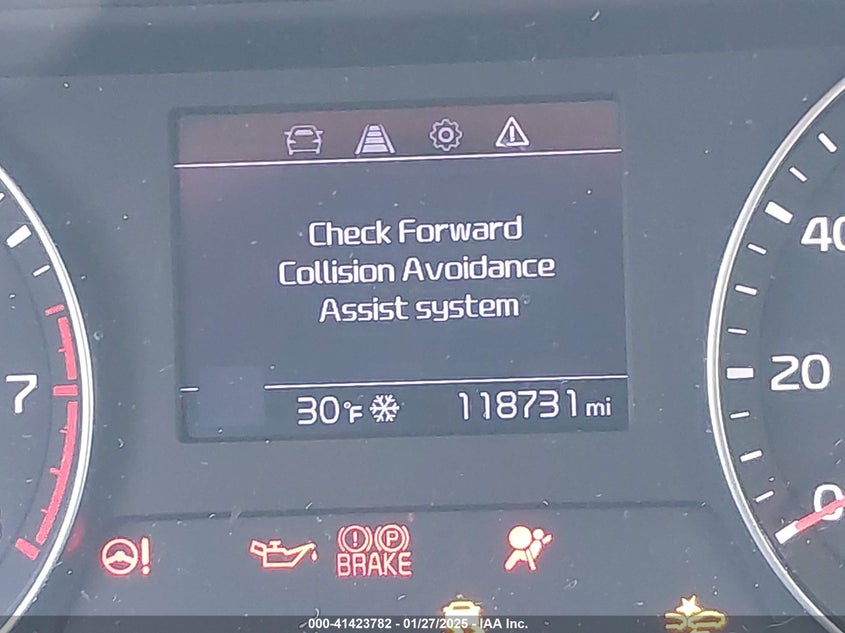 Check Forward
Collision Avoidance
Assist system
30°F 118731 mi
7
40
20
0
BRAKE
P
000-41423782 - 01/27/2025 - IAA Inc.